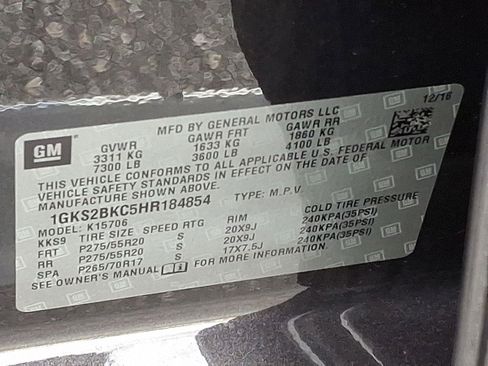 12/16
MFD BY GENERAL MOTORS LLC
GM
GVWR GAWR FRT GAWR RR
3311 KG 1633 KG 1860 KG
7300 LB 3600 LB 4100 LB
THIS VEHICLE CONFORMS TO ALL APPLICABLE U.S. FEDERAL MOTOR
VEHICLE SAFETY STANDARDS IN EFFECT ON THE DATE OF
MANUFACTURE SHOWN ABOVE.
1GKS2BKC5HR184854 TYPE: M.P.V.
MODEL: K15706
KKS9 TIRE SIZE SPEED RTG RIM COLD TIRE PRESSURE
FRT P275/55R20 S 20X9J 240KPA(35PSI)
RR P275/55R20 S 20X9J 240KPA(35PSI)
SPA P265/70R17 S 17X7.5J 240KPA(35PSI)
SEE OWNER'S MANUAL FOR MORE INFORMATION.